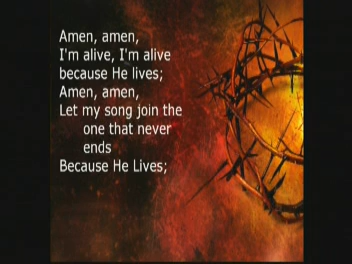 Amen, amen,
I'm alive, I'm alive
because He lives;
Amen, amen,
Let my song join the
one that never
ends
Because He Lives;